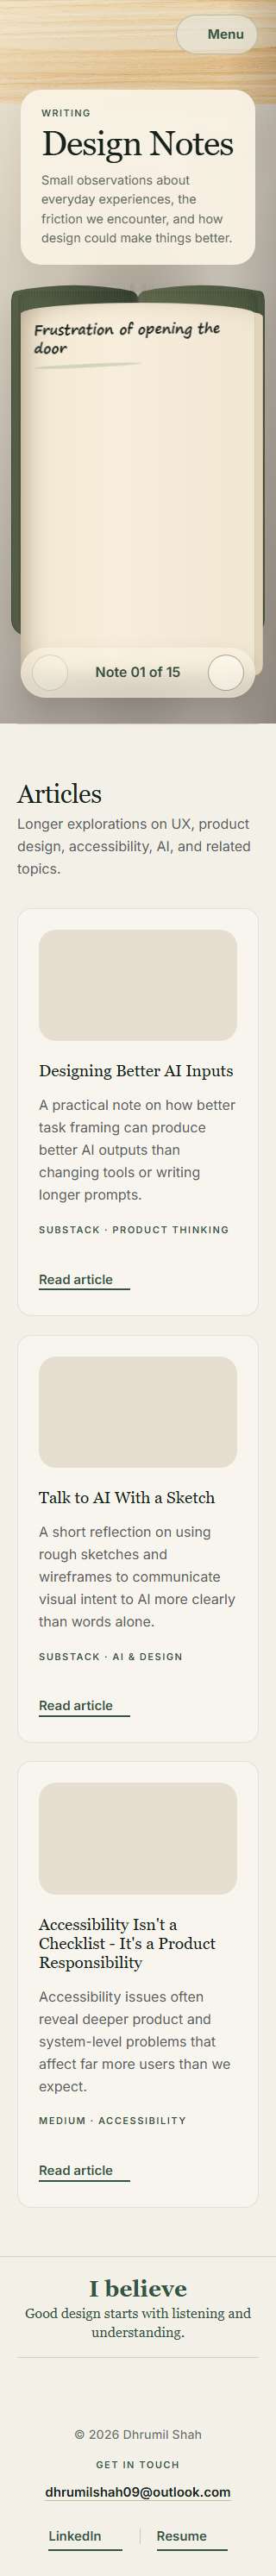 Menu
WRITING
Design Notes
Small observations about
everyday experiences, the
friction we encounter, and how
design could make things better.
Frustration of opening the
door
Note 01 of 15
Articles
Longer explorations on UX, product
design, accessibility, AI, and related
topics.
Designing Better AI Inputs
A practical note on how better
task framing can produce
better AI outputs than
changing tools or writing
longer prompts.
SUBSTACK · PRODUCT THINKING
Read article
Talk to AI With a Sketch
A short reflection on using
rough sketches and
wireframes to communicate
visual intent to AI more clearly
than words alone.
SUBSTACK · AI & DESIGN
Read article
Accessibility Isn't a
Checklist - It's a Product
Responsibility
Accessibility issues often
reveal deeper product and
system-level problems that
affect far more users than we
expect.
MEDIUM · ACCESSIBILITY
Read article
I believe
Good design starts with listening and
understanding.
© 2026 Dhrumil Shah
GET IN TOUCH
dhrumilshah09@outlook.com
LinkedIn
Resume